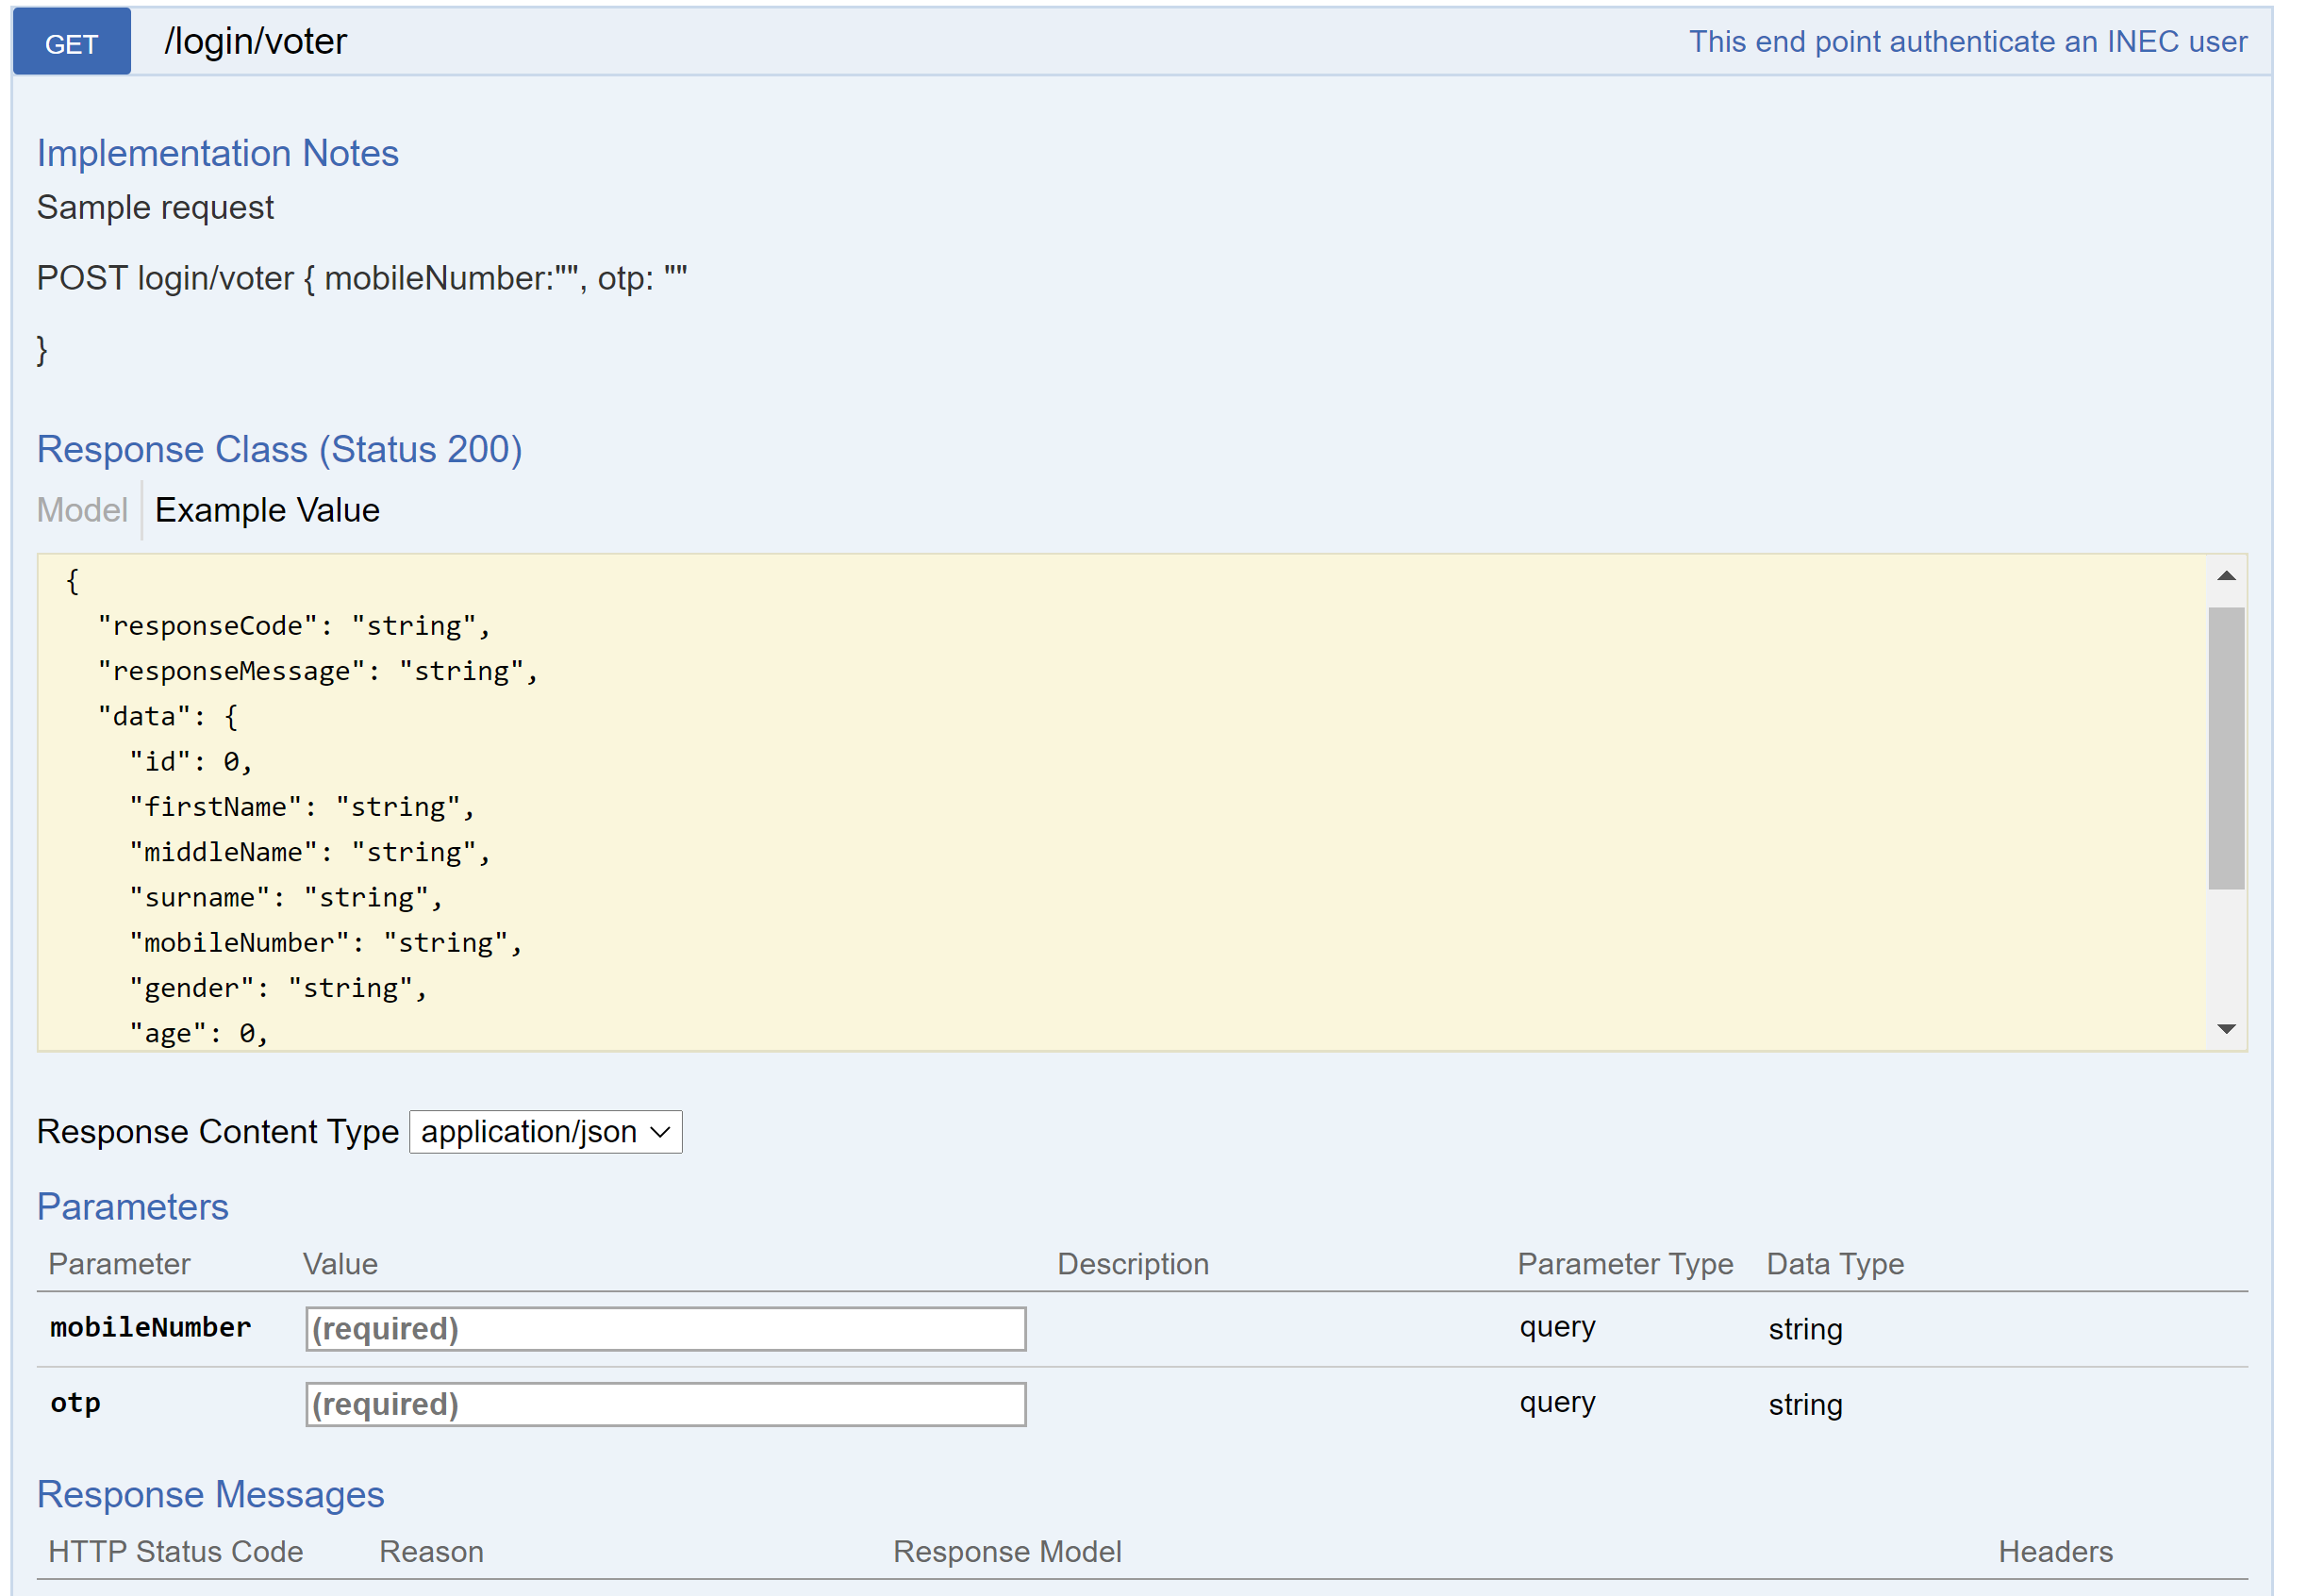 GET /login/voter This end point authenticate an INEC user
Implementation Notes
Sample request
POST login/voter { mobileNumber:"", otp: ""
}
Response Class (Status 200)
Model Example Value
{
"responseCode": "string",
"responseMessage": "string",
"data": {
"id": 0,
"firstName": "string",
"middleName": "string",
"surname": "string",
"mobileNumber": "string",
"gender": "string",
"age": 0,
Response Content Type application/json
Parameters
Parameter Value Description Parameter Type Data Type
mobileNumber (required) query string
otp (required) query string
Response Messages
HTTP Status Code Reason Response Model Headers